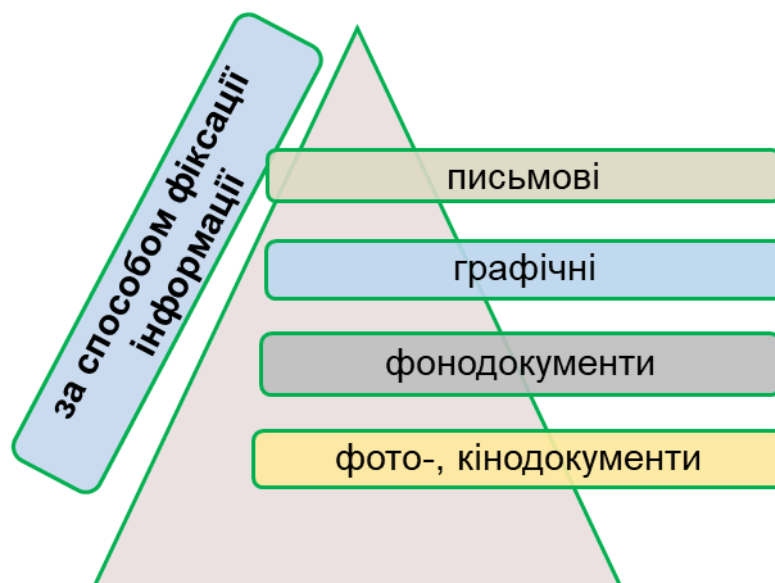 за способом фіксації
інформації
письмові
графічні
фонодокументи
фото-, кінодокументи